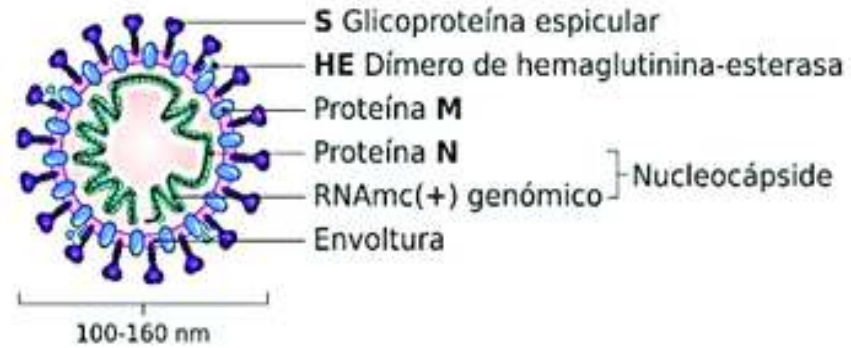 S Glicoproteína espicular
HE Dímero de hemaglutinina-esterasa
Proteína M
Proteína N
RNAmc(+) genómico
Nucleocápside
Envoltura
100-160 nm